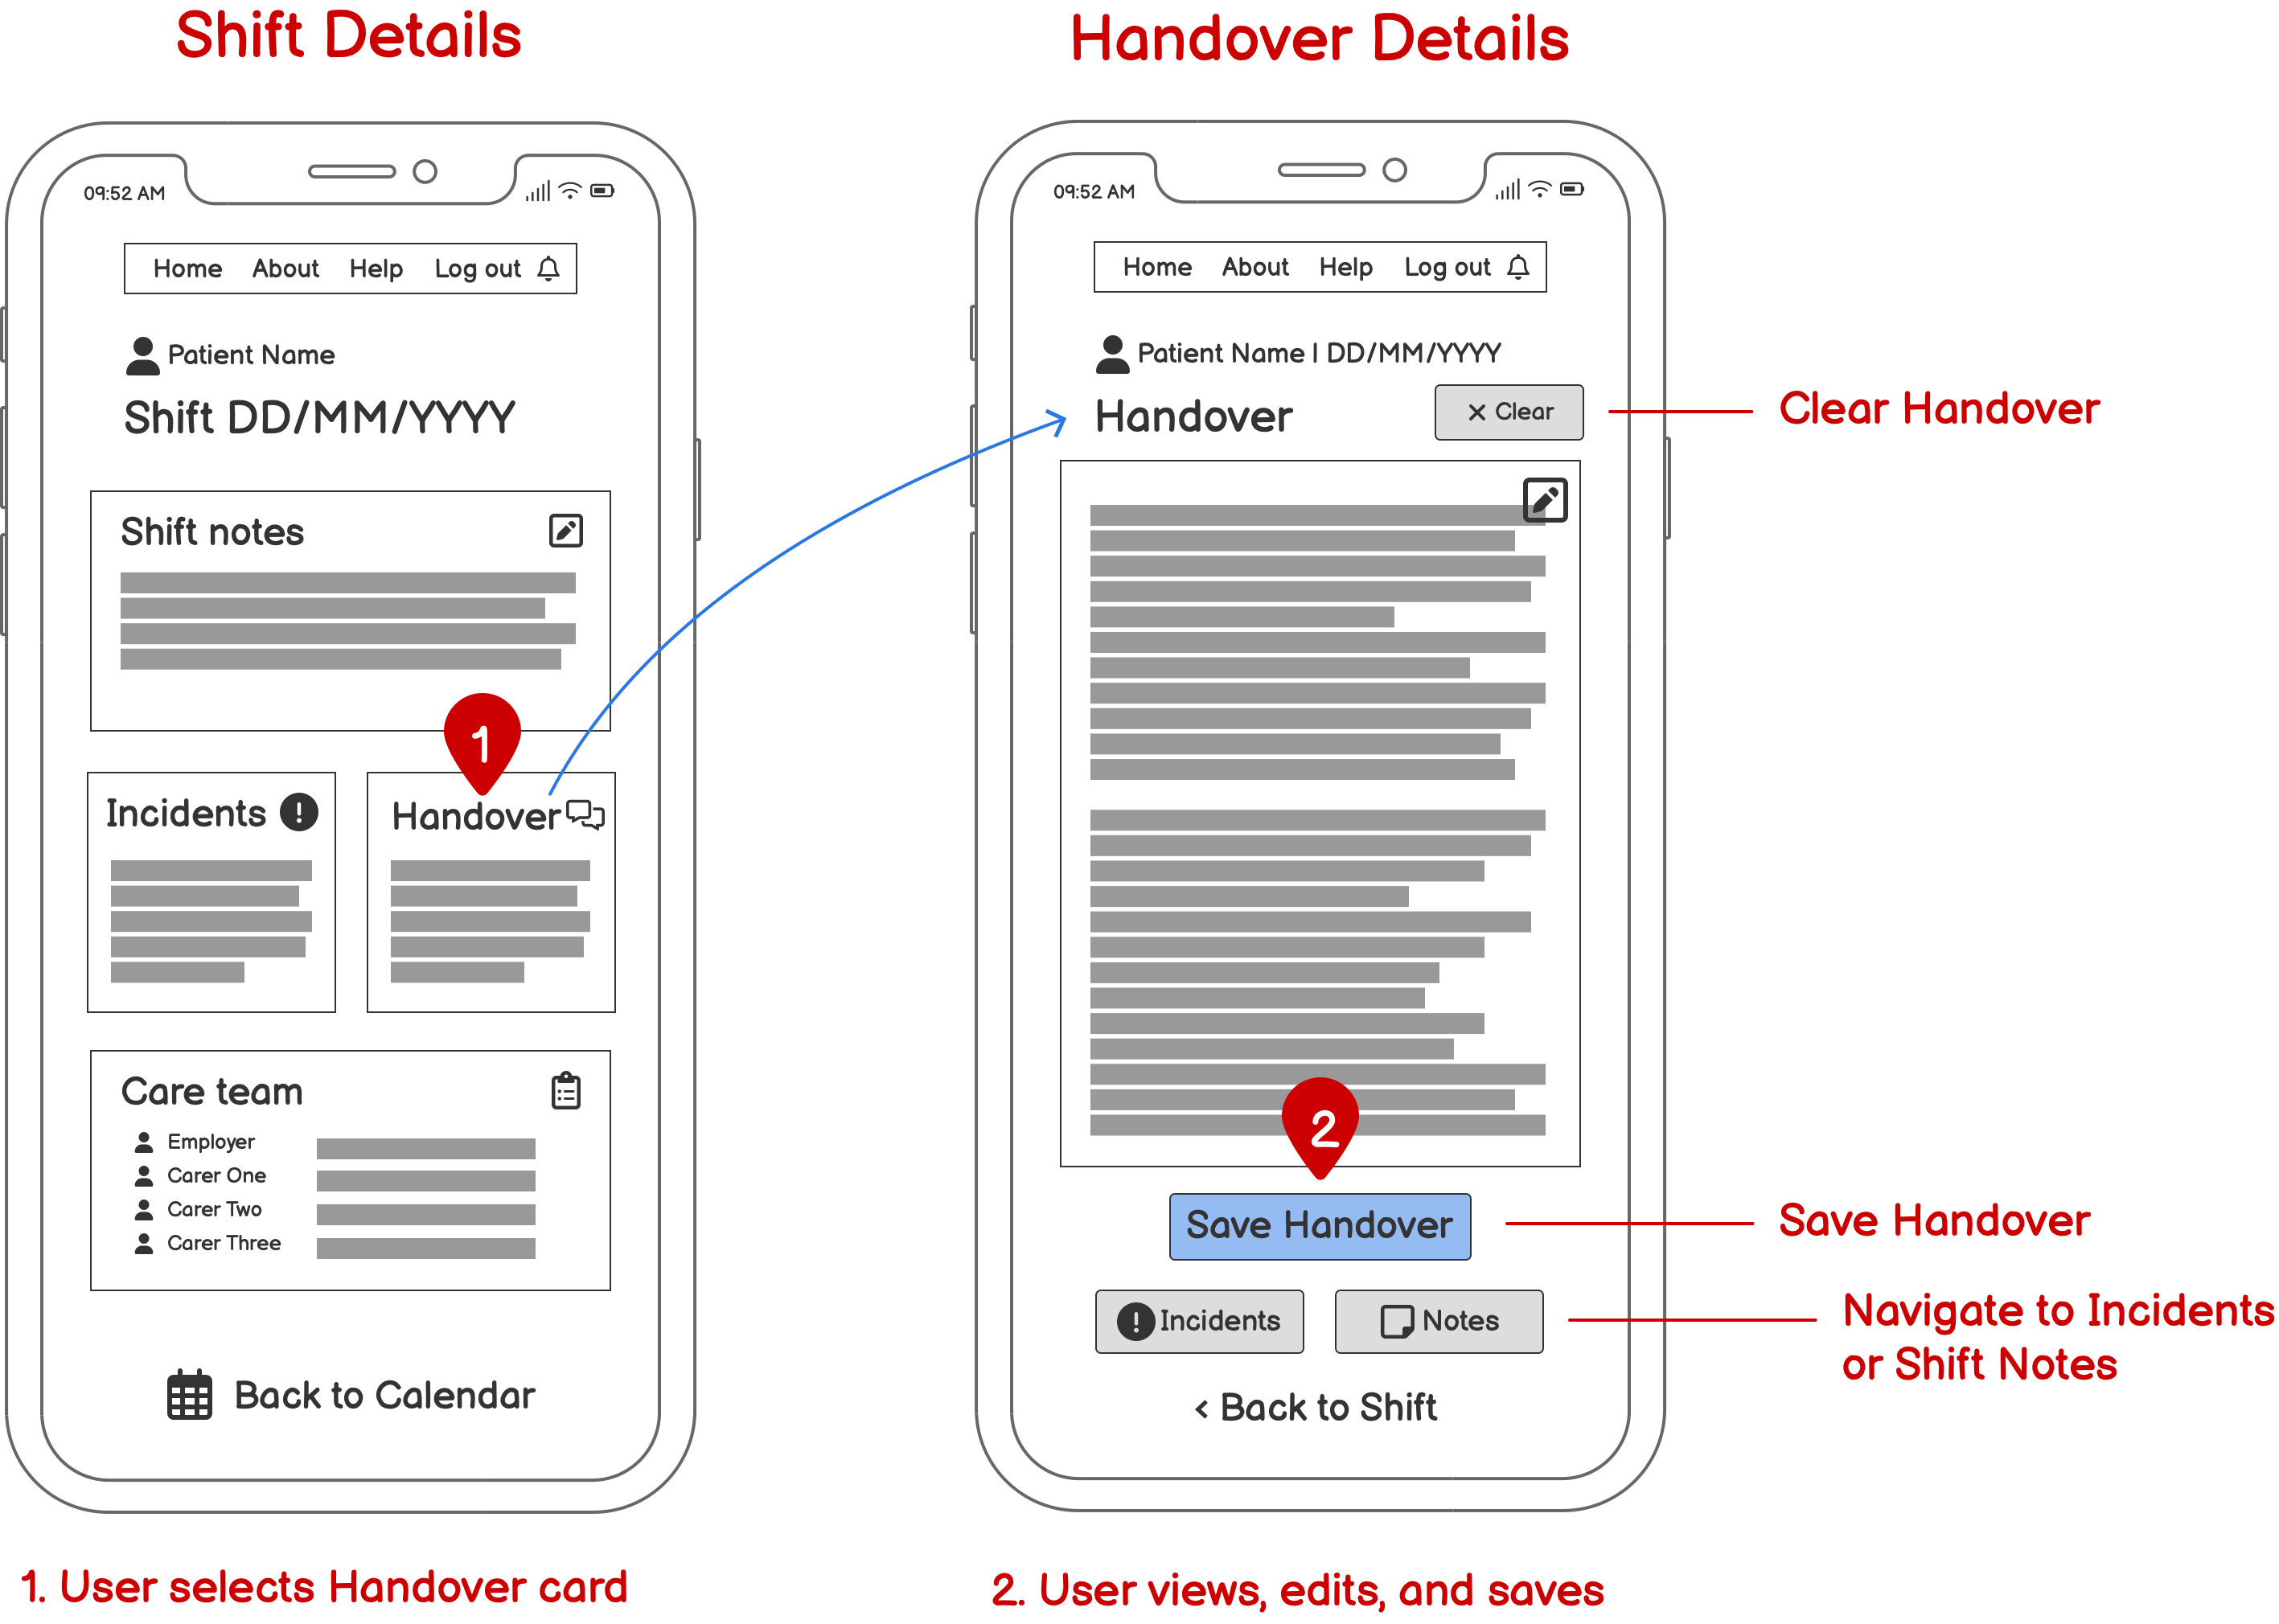 Shift Details
09:52 AM
Home About Help Log out
Patient Name
Shift DD/MM/YYYY
Shift notes
1
Incidents
Handover
Care team
Employer
Carer One
Carer Two
Carer Three
Back to Calendar
1. User selects Handover card
Handover Details
09:52 AM
Home About Help Log out
Patient Name | DD/MM/YYYY
Handover
Clear
Clear Handover
2
Save Handover
Save Handover
Incidents
Notes
Navigate to Incidents
or Shift Notes
< Back to Shift
2. User views, edits, and saves